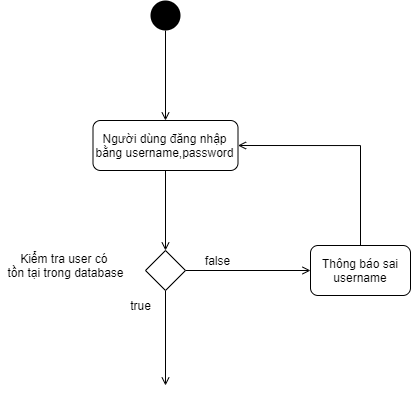 Người dùng đăng nhập
bằng username,password
Kiểm tra user có
tồn tại trong database
false
Thông báo sai
username
true